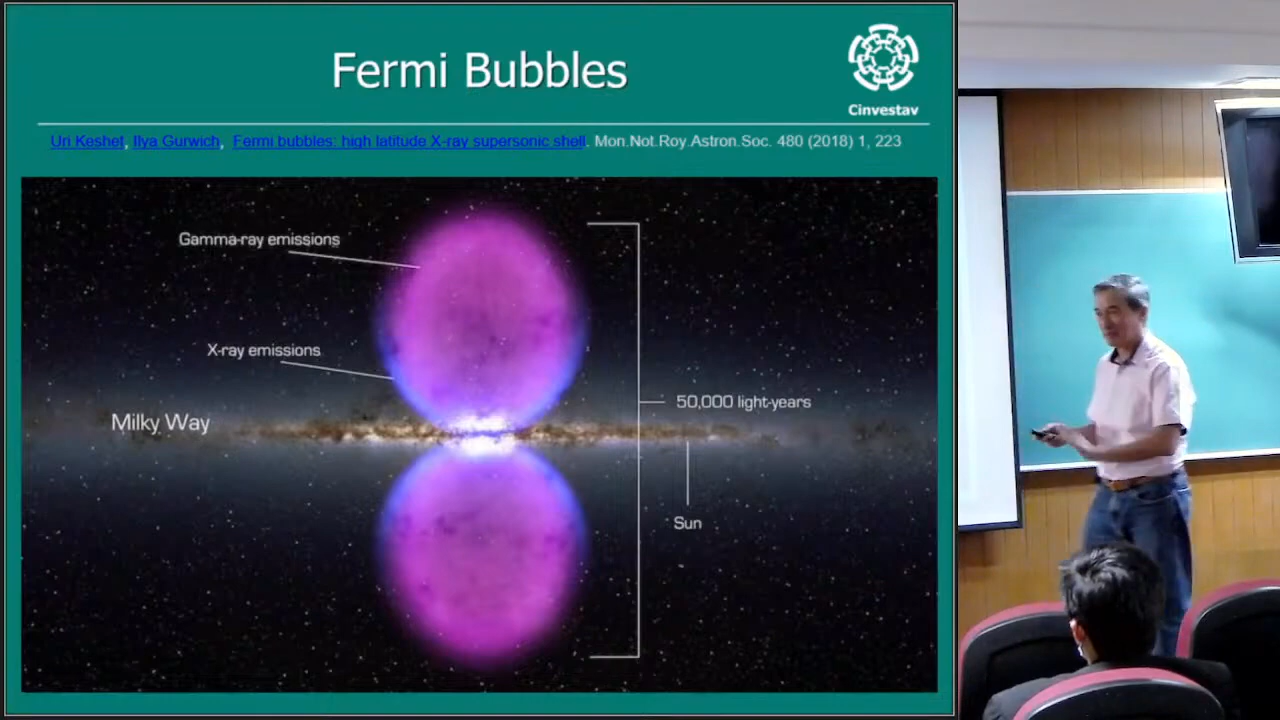 Fermi Bubbles
Cinvestav
Uri Keshet, Ilya Gurwich, Fermi bubbles: high latitude X-ray supersonic shell. Mon.Not.Roy.Astron.Soc. 480 (2018) 1, 223
Gamma-ray emissions
X-ray emissions
50,000 light-years
Milky Way
Sun